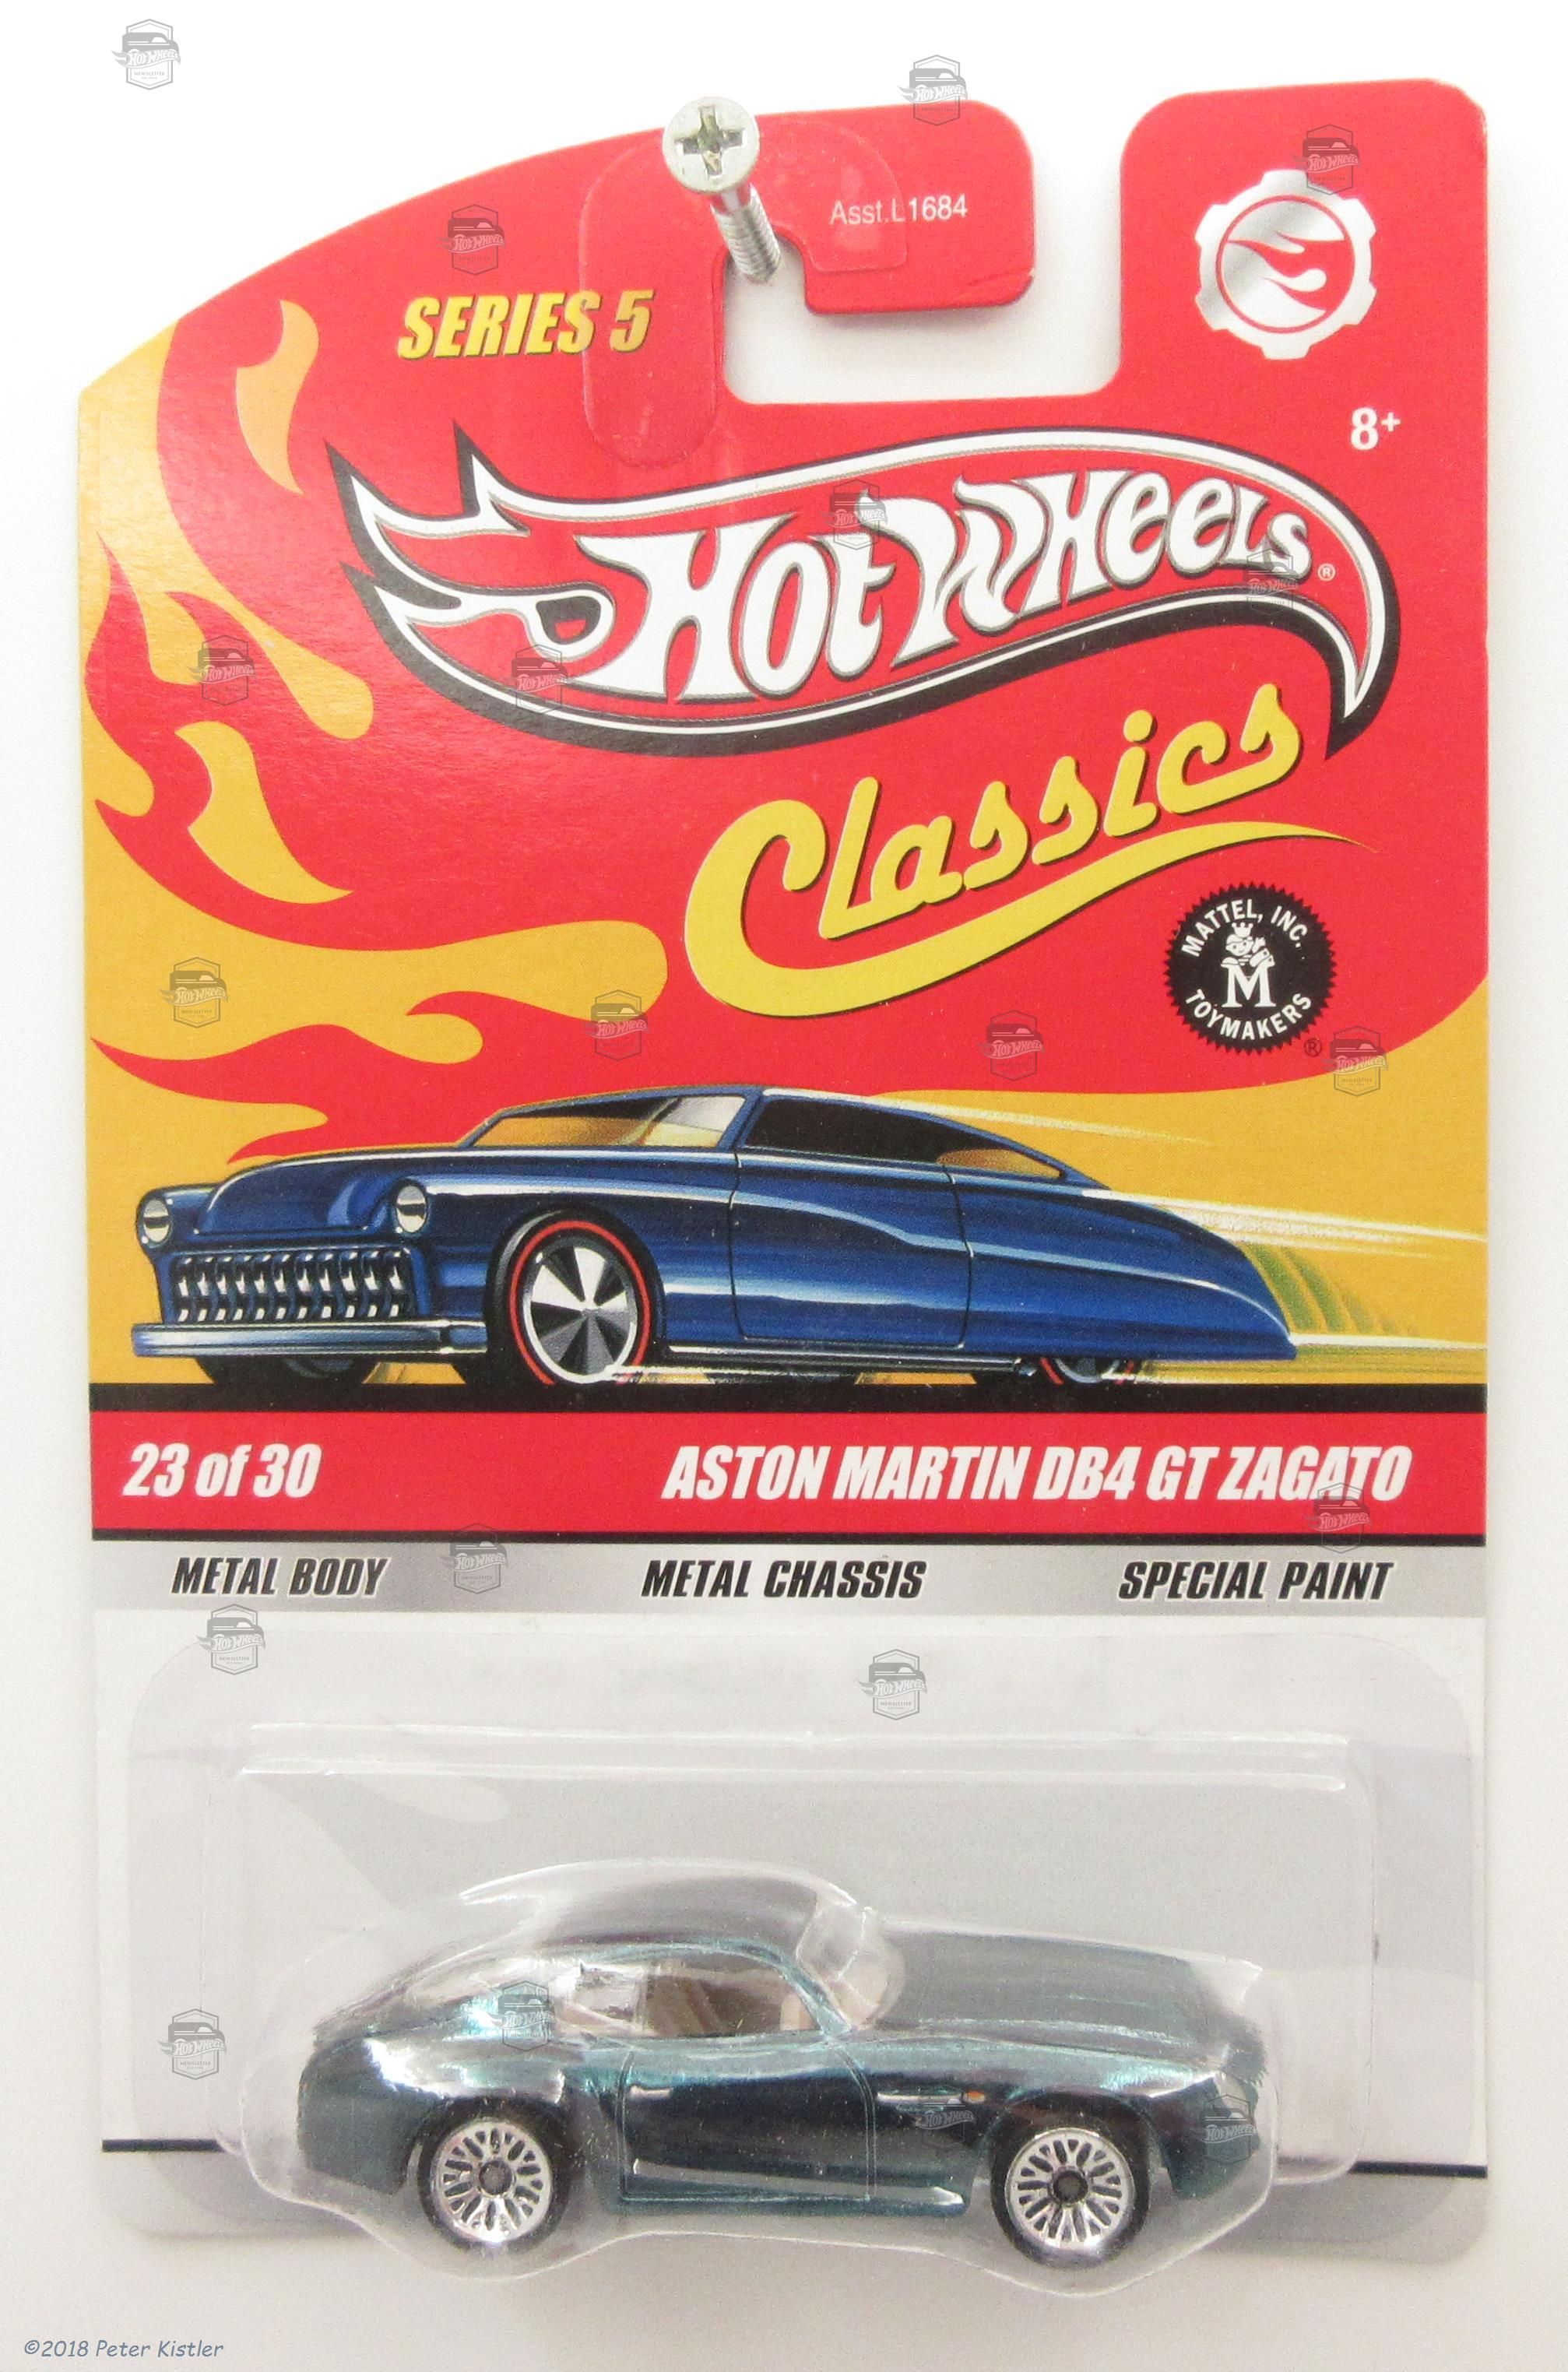 Asst.L1684
SERIES 5
8+
HOT WHEELS®
Classics
MATTEL, INC.
M
TOYMAKERS
®
23 of 30
ASTON MARTIN DB4 GT ZAGATO
METAL BODY
METAL CHASSIS
SPECIAL PAINT
©2018 Peter Kistler